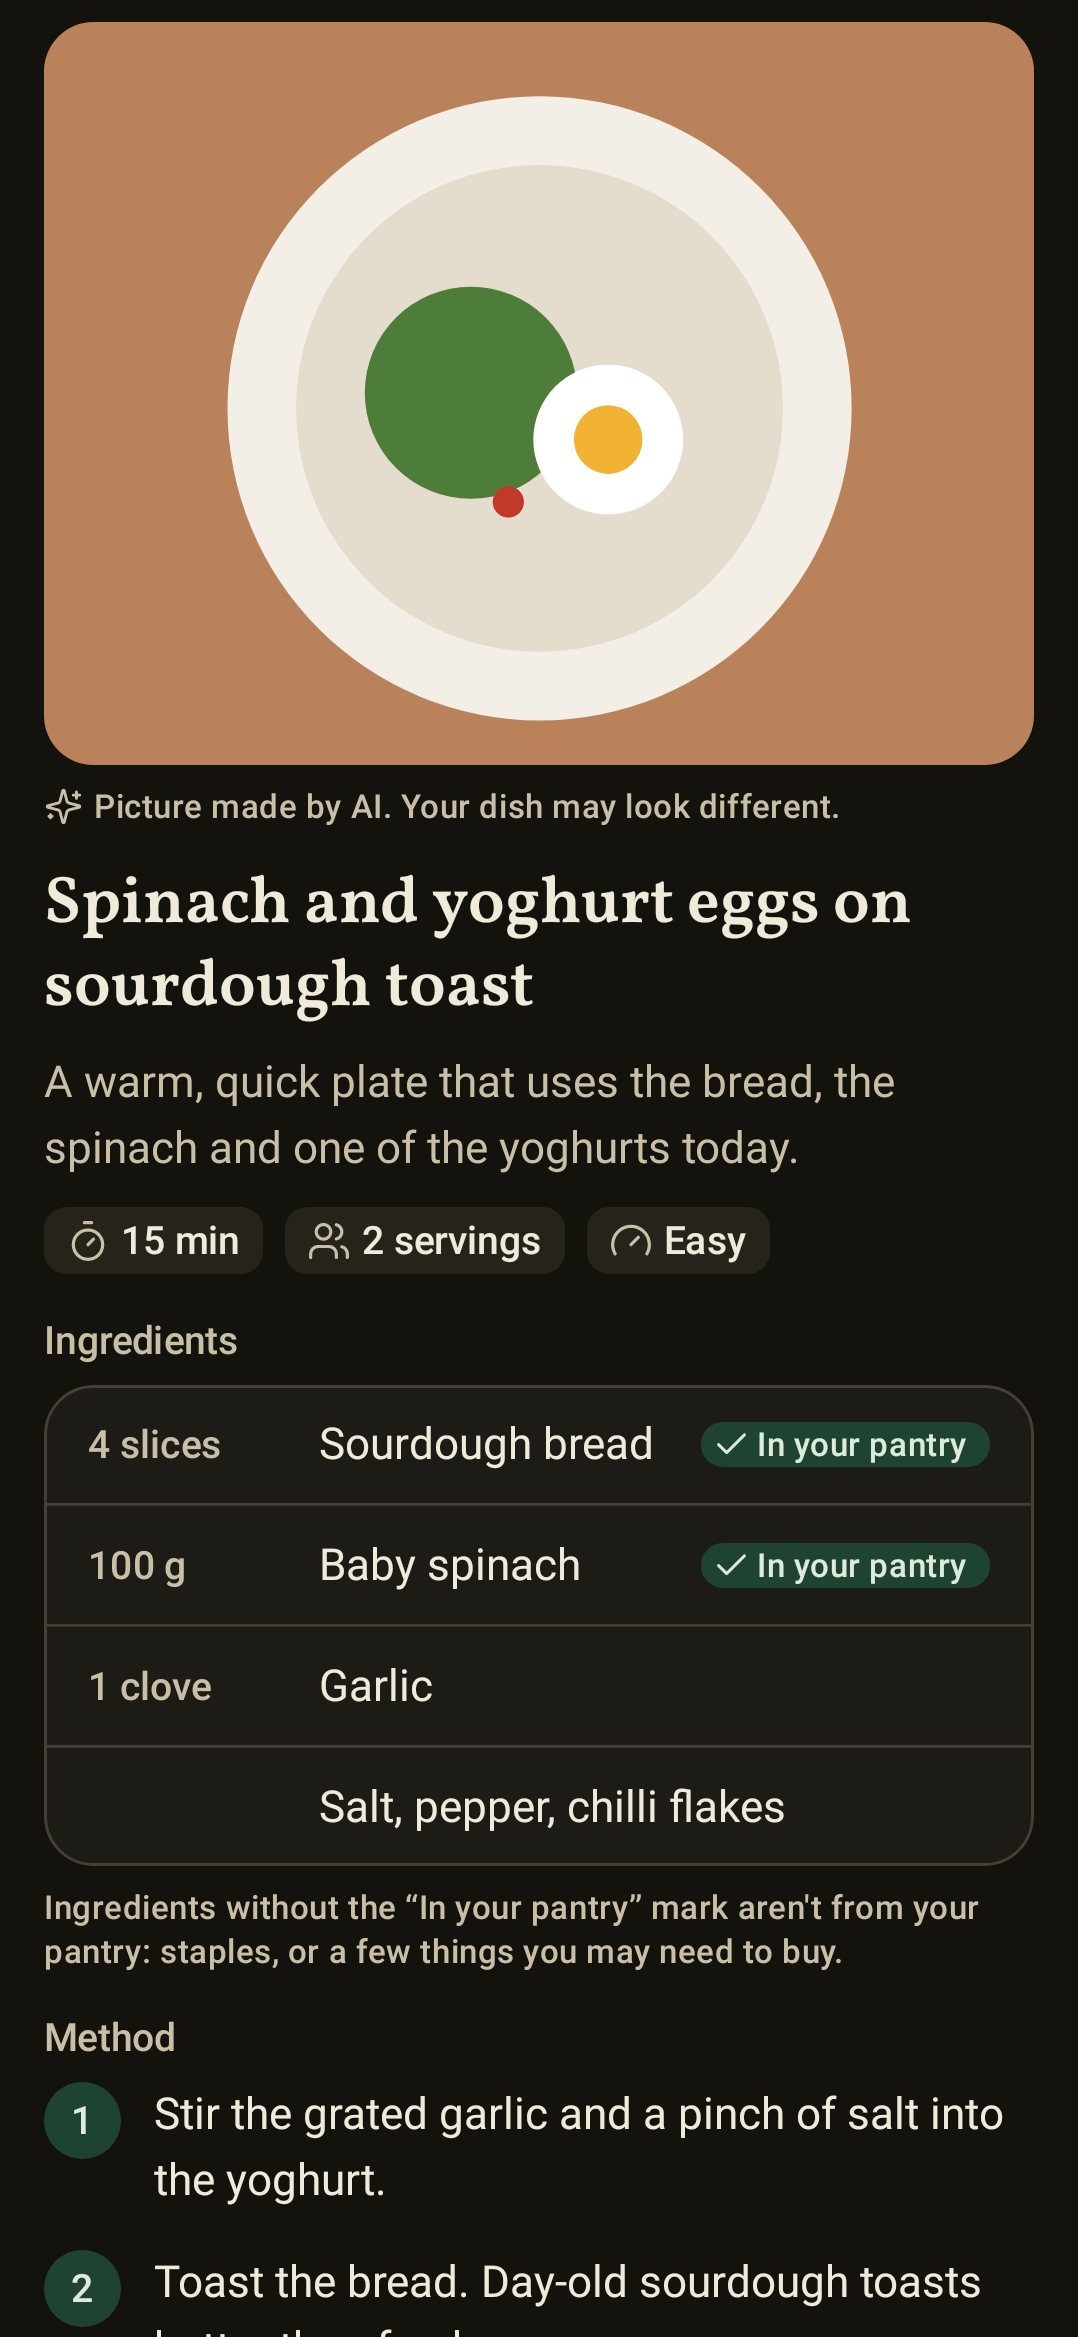 Picture made by AI. Your dish may look different.
Spinach and yoghurt eggs on
sourdough toast
A warm, quick plate that uses the bread, the
spinach and one of the yoghurts today.
15 min 2 servings Easy
Ingredients
4 slices Sourdough bread In your pantry
100 g Baby spinach In your pantry
1 clove Garlic
Salt, pepper, chilli flakes
Ingredients without the “In your pantry” mark aren't from your
pantry: staples, or a few things you may need to buy.
Method
1 Stir the grated garlic and a pinch of salt into
the yoghurt.
2 Toast the bread. Day-old sourdough toasts